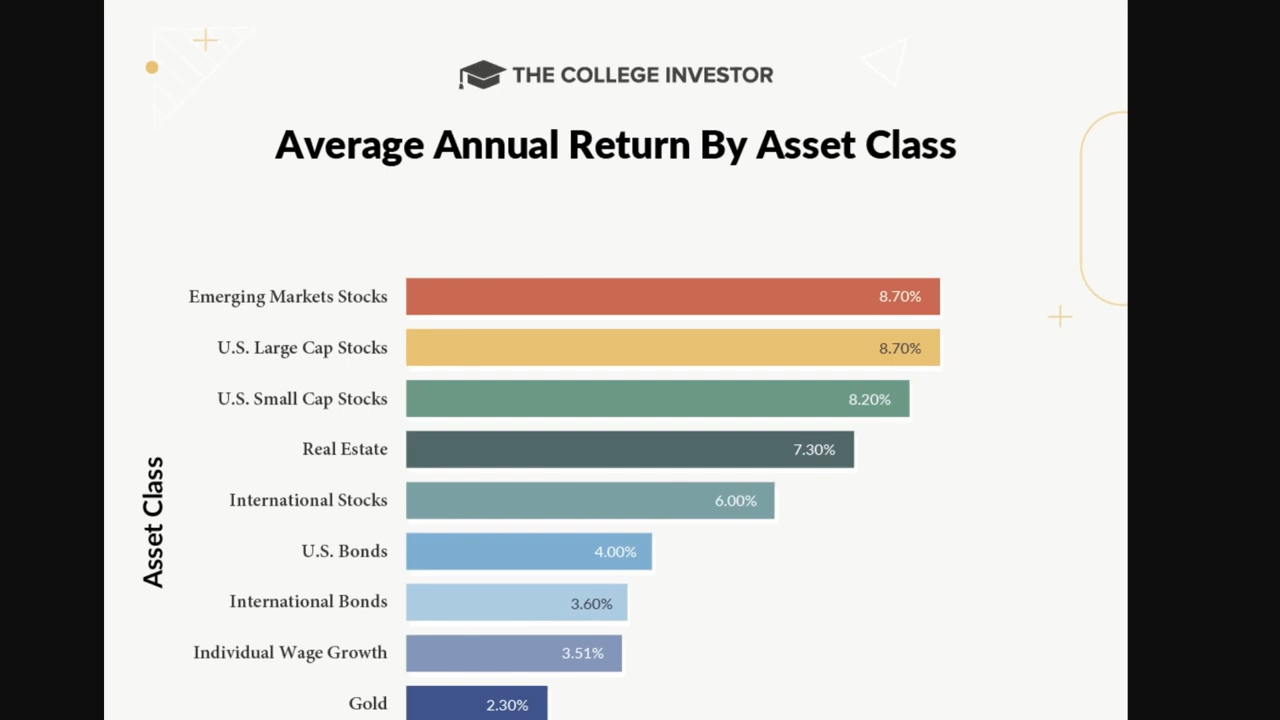 THE COLLEGE INVESTOR
Average Annual Return By Asset Class
Asset Class
Emerging Markets Stocks 8.70%
U.S. Large Cap Stocks 8.70%
U.S. Small Cap Stocks 8.20%
Real Estate 7.30%
International Stocks 6.00%
U.S. Bonds 4.00%
International Bonds 3.60%
Individual Wage Growth 3.51%
Gold 2.30%